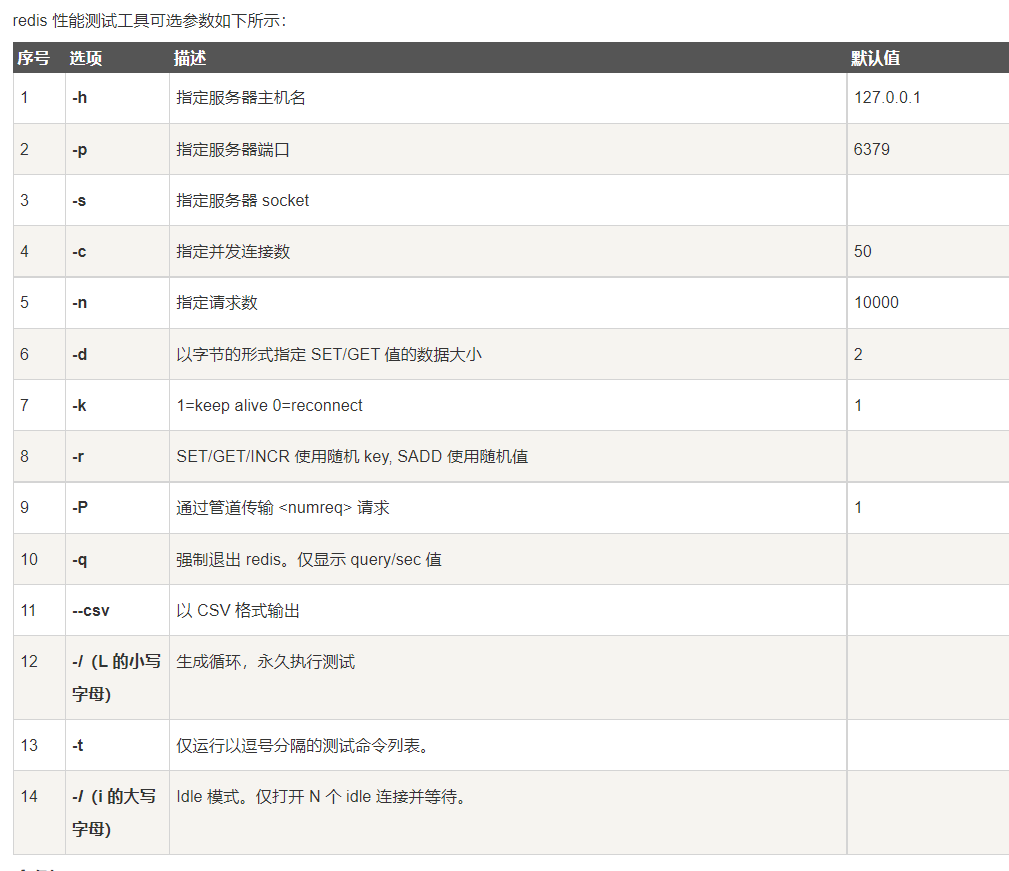 redis 性能测试工具可选参数如下所示：
序号 选项 描述 默认值
1 -h 指定服务器主机名 127.0.0.1
2 -p 指定服务器端口 6379
3 -s 指定服务器 socket
4 -c 指定并发连接数 50
5 -n 指定请求数 10000
6 -d 以字节的形式指定 SET/GET 值的数据大小 2
7 -k 1=keep alive 0=reconnect 1
8 -r SET/GET/INCR 使用随机 key, SADD 使用随机值
9 -P 通过管道传输 <numreq> 请求 1
10 -q 强制退出 redis。仅显示 query/sec 值
11 --csv 以 CSV 格式输出
12 -l（L 的小写 生成循环，永久执行测试
字母)
13 -t 仅运行以逗号分隔的测试命令列表。
14 -I（i 的大写 Idle 模式。仅打开 N 个 idle 连接并等待。
字母)